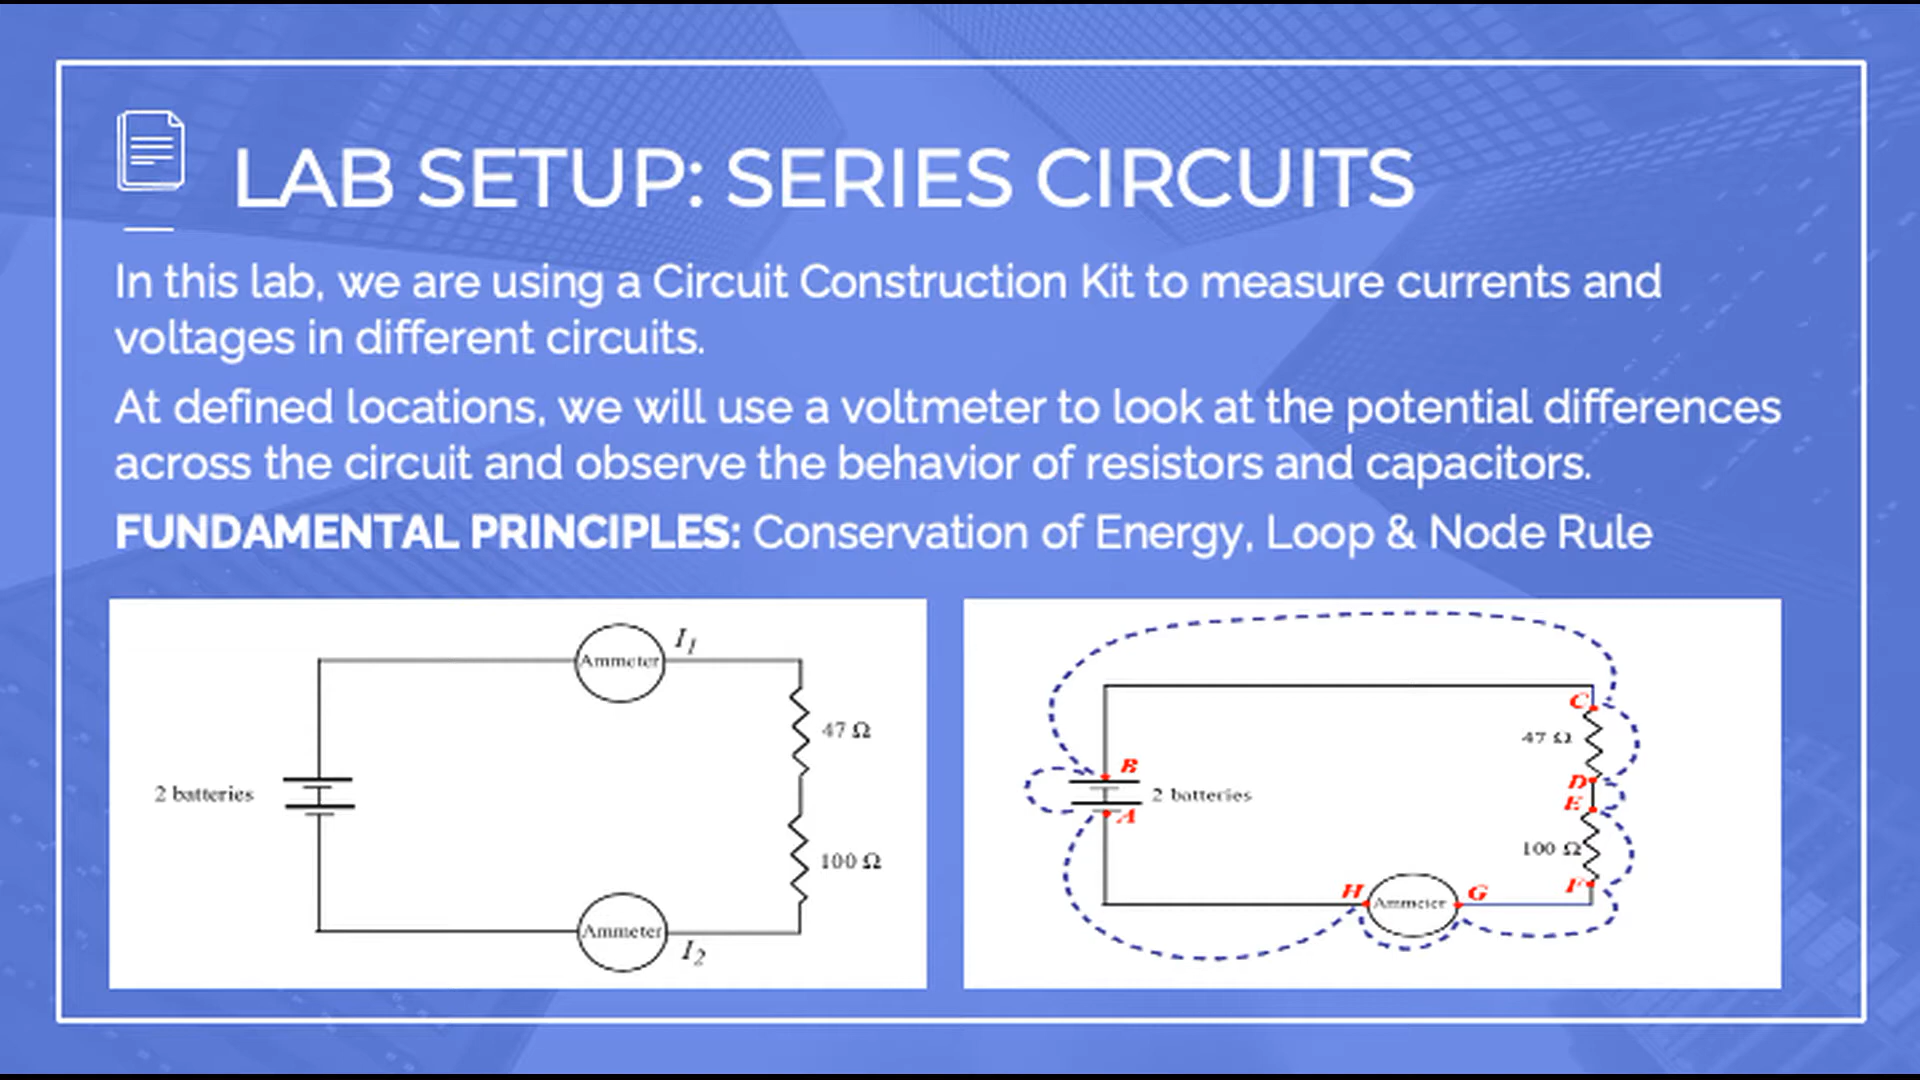 LAB SETUP: SERIES CIRCUITS
In this lab, we are using a Circuit Construction Kit to measure currents and
voltages in different circuits.
At defined locations, we will use a voltmeter to look at the potential differences
across the circuit and observe the behavior of resistors and capacitors.
FUNDAMENTAL PRINCIPLES: Conservation of Energy, Loop & Node Rule
Ammeter I1
47 Ω
2 batteries
100 Ω
Ammeter I2
C
47 Ω
B
D
2 batteries
E
A
100 Ω
F
H Ammeter G